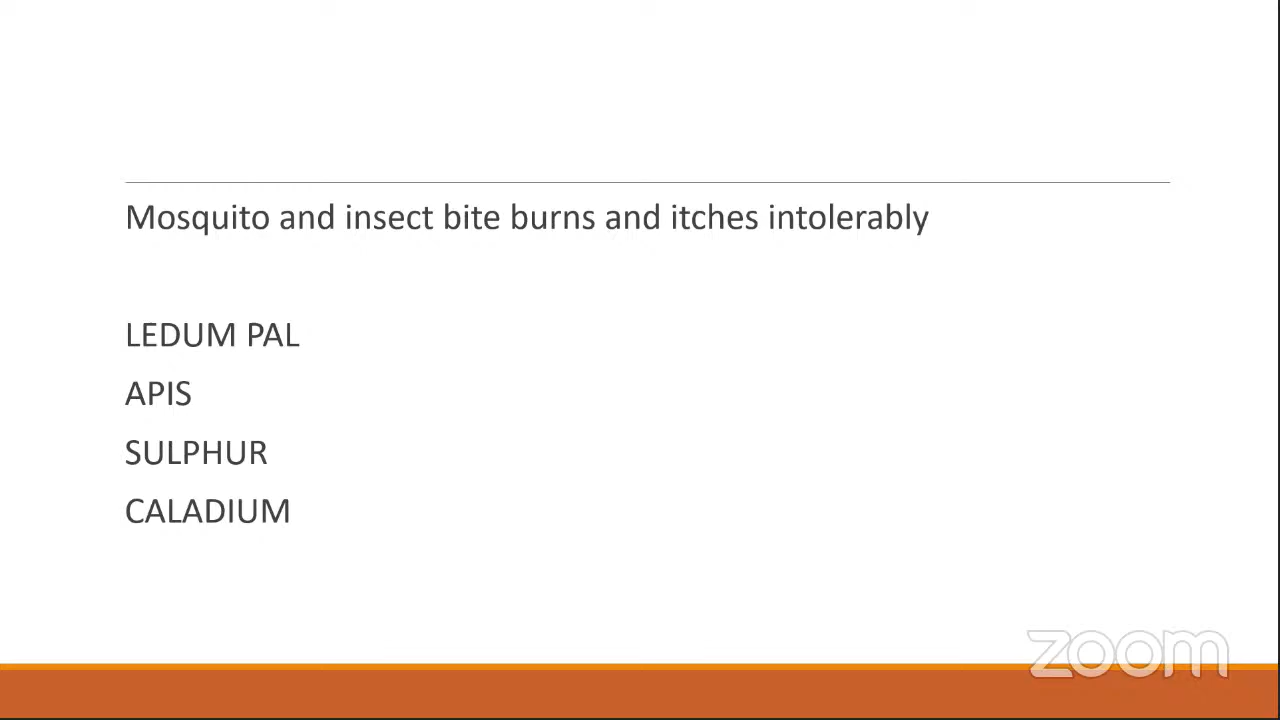 Mosquito and insect bite burns and itches intolerably
LEDUM PAL
APIS
SULPHUR
CALADIUM
zoom